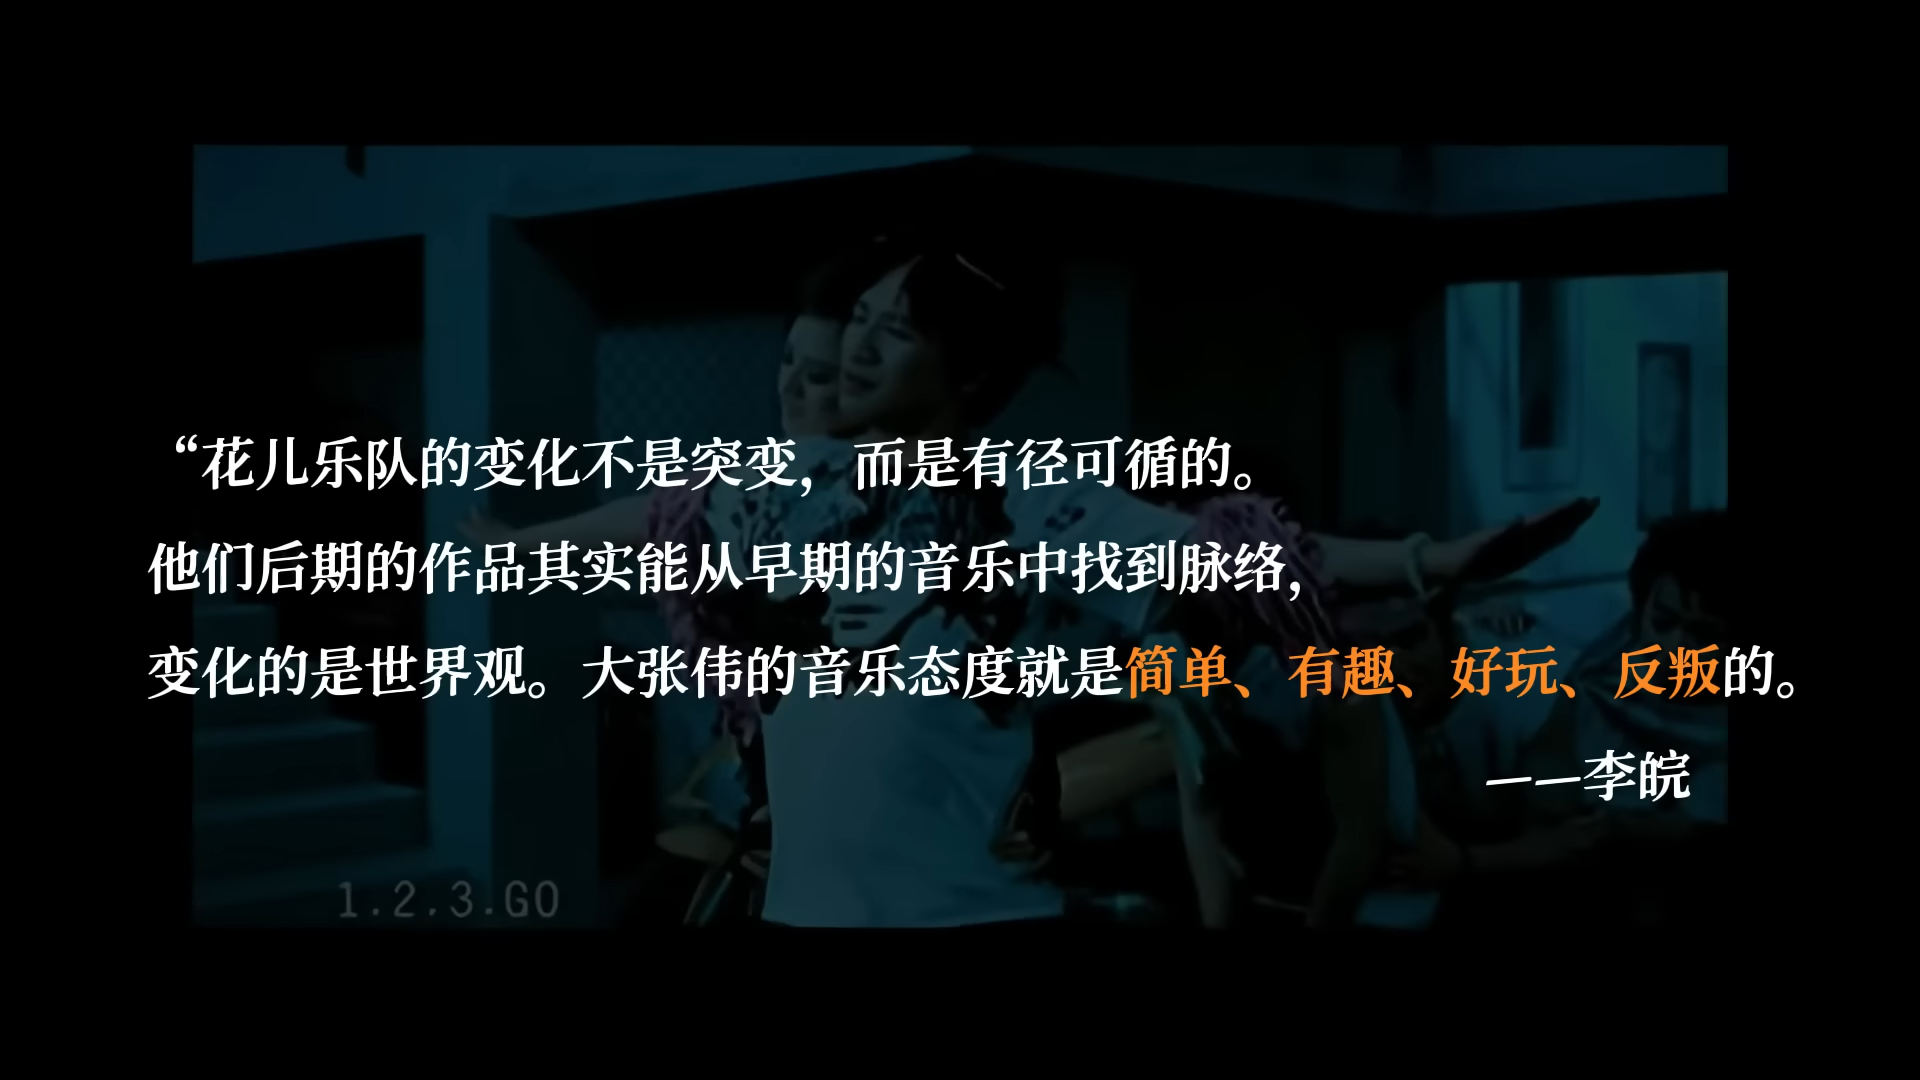 “花儿乐队的变化不是突变，而是有径可循的。
他们后期的作品其实能从早期的音乐中找到脉络，
变化的是世界观。大张伟的音乐态度就是简单、有趣、好玩、反叛的。
——李皖
1.2.3.GO